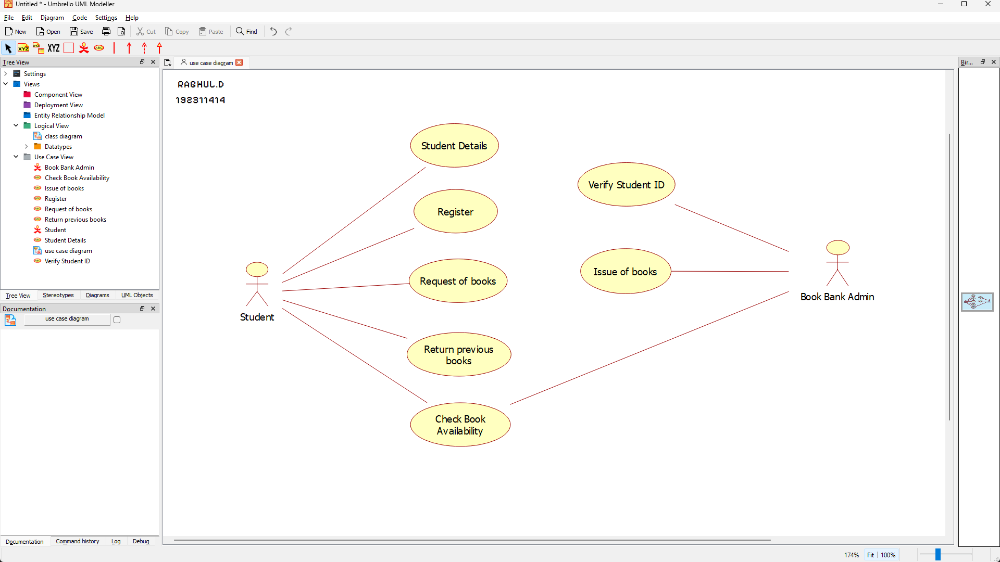 Untitled * - Umbrello UML Modeller
File Edit Diagram Code Settings Help
New Open Save Cut Copy Paste Find
XYZ XYZ XYZ ABC
Tree View
Settings
Views
Component View
Deployment View
Entity Relationship Model
Logical View
class diagram
Datatypes
Use Case View
Book Bank Admin
Check Book Availability
Issue of books
Register
Request of books
Return previous books
Student
Student Details
use case diagram
Verify Student ID
Tree View Stereotypes Diagrams UML Objects
Documentation
use case diagram
Documentation Command history Log Debug
use case diagram
RAGHUL.D
192311414
Student Details
Register
Request of books
Return previous
books
Check Book
Availability
Student
Verify Student ID
Issue of books
Book Bank Admin
Bir...
174% Fit 100%